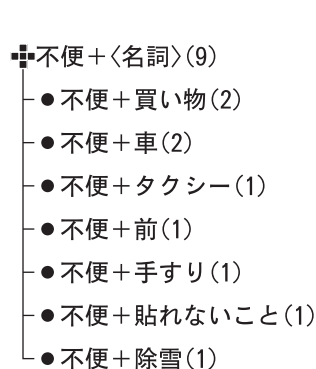 不便＋〈名詞〉(9)
不便＋買い物(2)
不便＋車(2)
不便＋タクシー(1)
不便＋前(1)
不便＋手すり(1)
不便＋貼れないこと(1)
不便＋除雪(1)